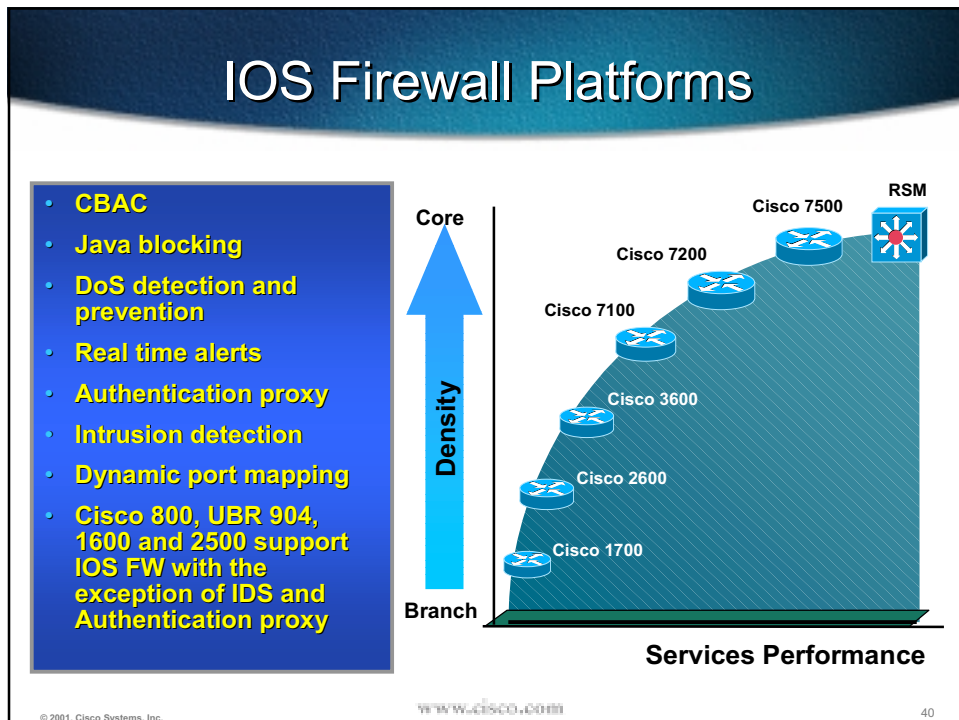 IOS Firewall Platforms
• CBAC
• Java blocking
• DoS detection and
prevention
• Real time alerts
• Authentication proxy
• Intrusion detection
• Dynamic port mapping
• Cisco 800, UBR 904,
1600 and 2500 support
IOS FW with the
exception of IDS and
Authentication proxy
Core
Density
Branch
RSM
Cisco 7500
Cisco 7200
Cisco 7100
Cisco 3600
Cisco 2600
Cisco 1700
Services Performance
© 2001, Cisco Systems, Inc.
www.cisco.com
40